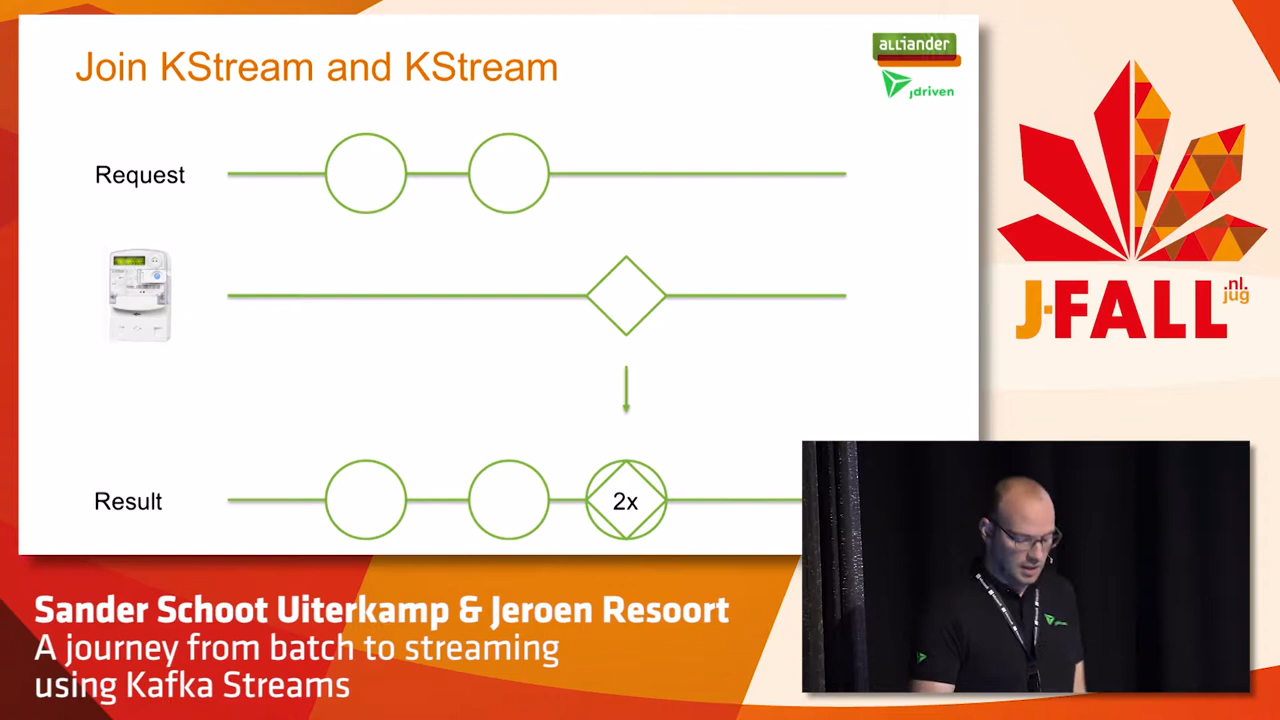 Join KStream and KStream
alliander
jdriven
Request
Result
2x
J-FALL
.nl.
jug
Sander Schoot Uiterkamp & Jeroen Resoort
A journey from batch to streaming
using Kafka Streams